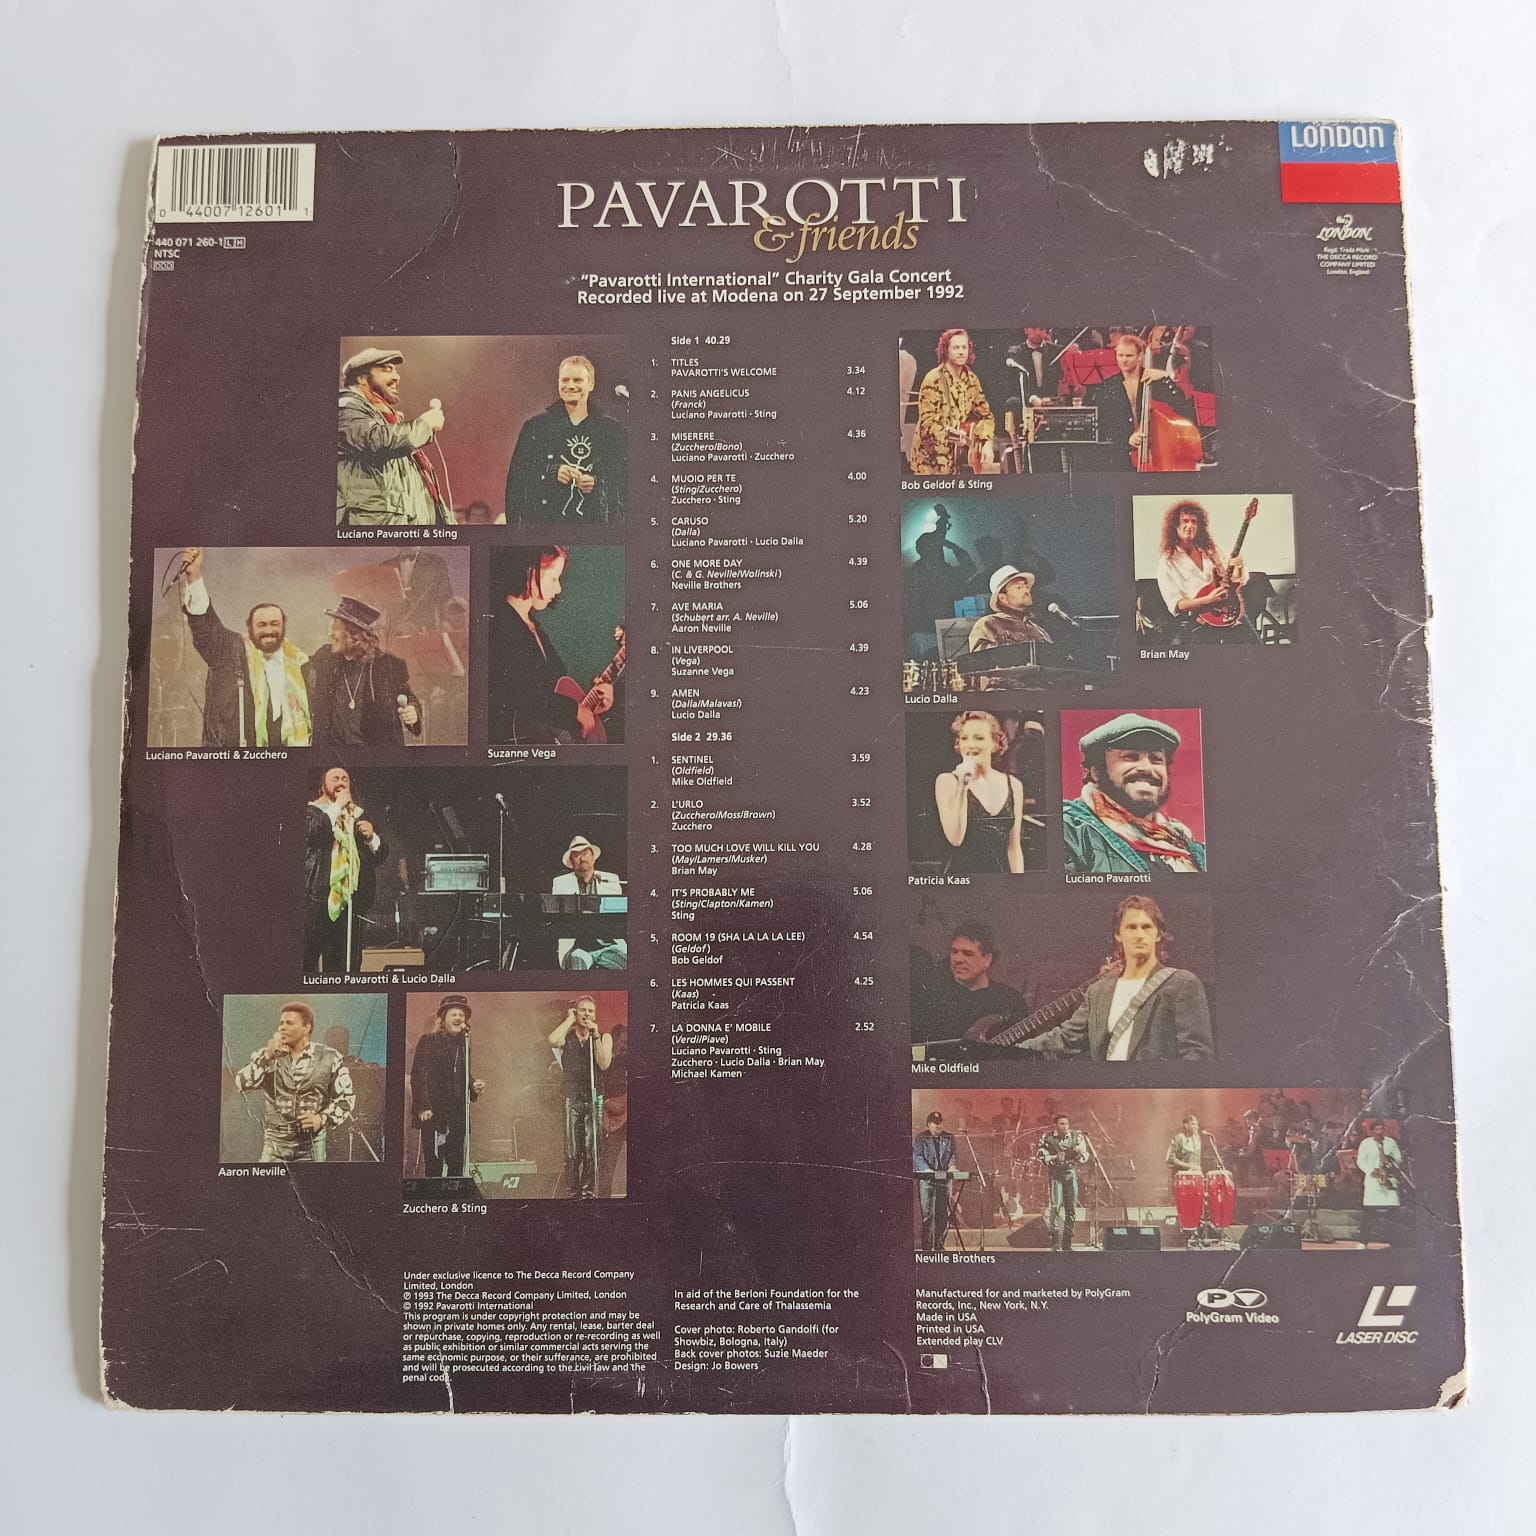 0 44007 12601 1
440 071 260-1 LH
NTSC
DDD
LONDON
LONDON
Regd. Trade Mark
THE DECCA RECORD
COMPANY LIMITED
London, England
PAVAROTTI
& friends
"Pavarotti International" Charity Gala Concert
Recorded live at Modena on 27 September 1992
Luciano Pavarotti & Sting
Luciano Pavarotti & Zucchero
Suzanne Vega
Luciano Pavarotti & Lucio Dalla
Aaron Neville
Zucchero & Sting
Side 1 40.29
1. TITLES
PAVAROTTI'S WELCOME 3.34
2. PANIS ANGELICUS 4.12
(Franck)
Luciano Pavarotti · Sting
3. MISERERE 4.36
(Zucchero/Bono)
Luciano Pavarotti · Zucchero
4. MUOIO PER TE 4.00
(Sting/Zucchero)
Zucchero · Sting
5. CARUSO 5.20
(Dalla)
Luciano Pavarotti · Lucio Dalla
6. ONE MORE DAY 4.39
(C. & G. Neville/Wolinski)
Neville Brothers
7. AVE MARIA 5.06
(Schubert arr. A. Neville)
Aaron Neville
8. IN LIVERPOOL 4.39
(Vega)
Suzanne Vega
9. AMEN 4.23
(Dalla/Malavasi)
Lucio Dalla
Side 2 29.36
1. SENTINEL 3.59
(Oldfield)
Mike Oldfield
2. L'URLO 3.52
(Zucchero/Moss/Brown)
Zucchero
3. TOO MUCH LOVE WILL KILL YOU 4.28
(May/Lamers/Musker)
Brian May
4. IT'S PROBABLY ME 5.06
(Sting/Clapton/Kamen)
Sting
5. ROOM 19 (SHA LA LA LA LEE) 4.54
(Geldof)
Bob Geldof
6. LES HOMMES QUI PASSENT 4.25
(Kaas)
Patricia Kaas
7. LA DONNA E' MOBILE 2.52
(Verdi/Piave)
Luciano Pavarotti · Sting
Zucchero · Lucio Dalla · Brian May
Michael Kamen
Bob Geldof & Sting
Lucio Dalla
Brian May
Patricia Kaas
Luciano Pavarotti
Mike Oldfield
Neville Brothers
Under exclusive licence to The Decca Record Company
Limited, London
℗ 1993 The Decca Record Company Limited, London
© 1992 Pavarotti International
This program is under copyright protection and may be
shown in private homes only. Any rental, lease, barter deal
or repurchase, copying, reproduction or re-recording as well
as public exhibition or similar commercial acts serving the
same economic purpose, or their sufferance, are prohibited
and will be prosecuted according to the civil law and the
penal code.
In aid of the Berloni Foundation for the
Research and Care of Thalassemia
Cover photo: Roberto Gandolfi (for
Showbiz, Bologna, Italy)
Back cover photos: Suzie Maeder
Design: Jo Bowers
Manufactured for and marketed by PolyGram
Records, Inc., New York, N.Y.
Made in USA
Printed in USA
Extended play CLV
CX
PV
PolyGram Video
LASER DISC